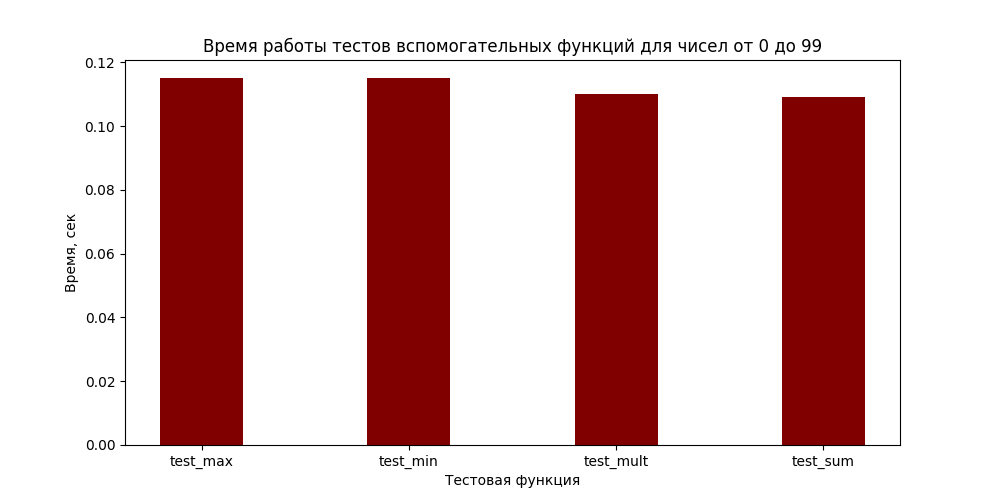 Время работы тестов вспомогательных функций для чисел от 0 до 99
0.12
0.10
0.08
0.06
0.04
0.02
0.00
Время, сек
test_max
test_min
test_mult
test_sum
Тестовая функция